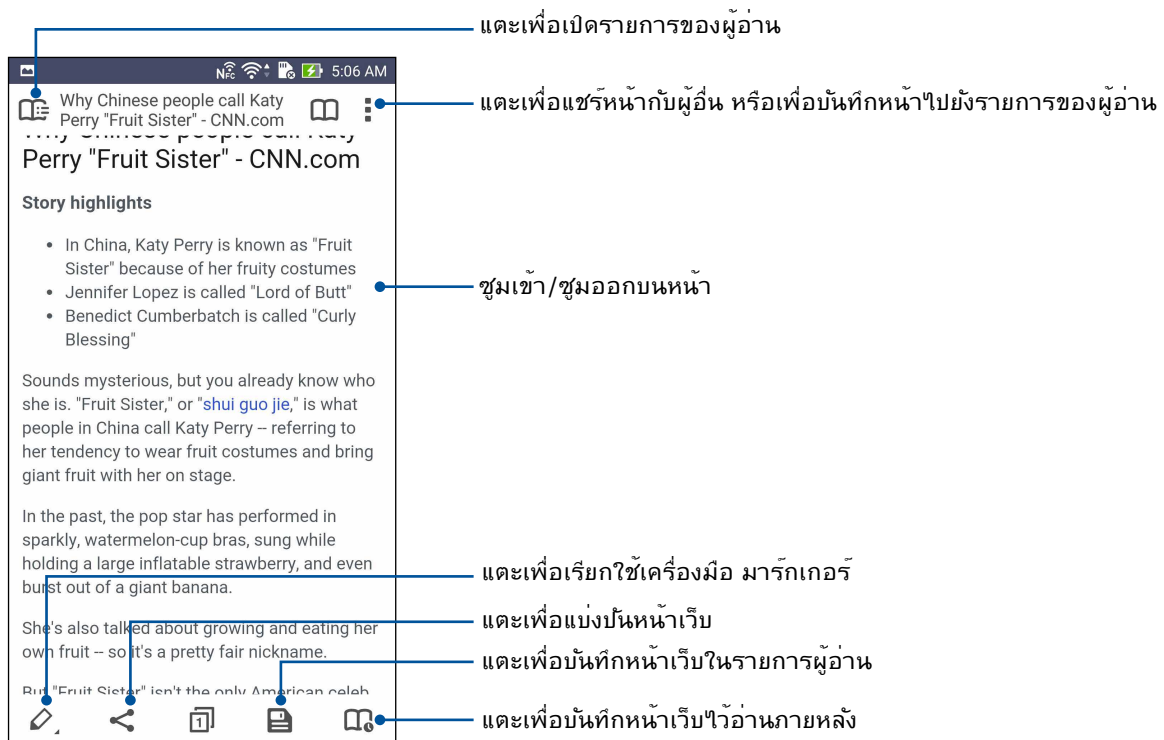 แตะเพื่อเปิดรายการของผู้อ่าน
NFC 5:06 AM
Why Chinese people call Katy
Perry "Fruit Sister" - CNN.com
แตะเพื่อแชร์หน้ากับผู้อื่น หรือเพื่อบันทึกหน้าไปยังรายการของผู้อ่าน
Why Chinese people call Katy
Perry "Fruit Sister" - CNN.com
Story highlights
• In China, Katy Perry is known as "Fruit
Sister" because of her fruity costumes
• Jennifer Lopez is called "Lord of Butt"
ซูมเข้า/ซูมออกบนหน้า
• Benedict Cumberbatch is called "Curly
Blessing"
Sounds mysterious, but you already know who
she is. "Fruit Sister," or "shui guo jie," is what
people in China call Katy Perry -- referring to
her tendency to wear fruit costumes and bring
giant fruit with her on stage.
In the past, the pop star has performed in
sparkly, watermelon-cup bras, sung while
holding a large inflatable strawberry, and even
burst out of a giant banana.
แตะเพื่อเรียกใช้เครื่องมือ มาร์กเกอร์
แตะเพื่อแบ่งปันหน้าเว็บ
She's also talked about growing and eating her
own fruit -- so it's a pretty fair nickname.
แตะเพื่อบันทึกหน้าเว็บในรายการผู้อ่าน
But "Fruit Sister" isn't the only American celeb
1
แตะเพื่อบันทึกหน้าเว็บไว้อ่านภายหลัง